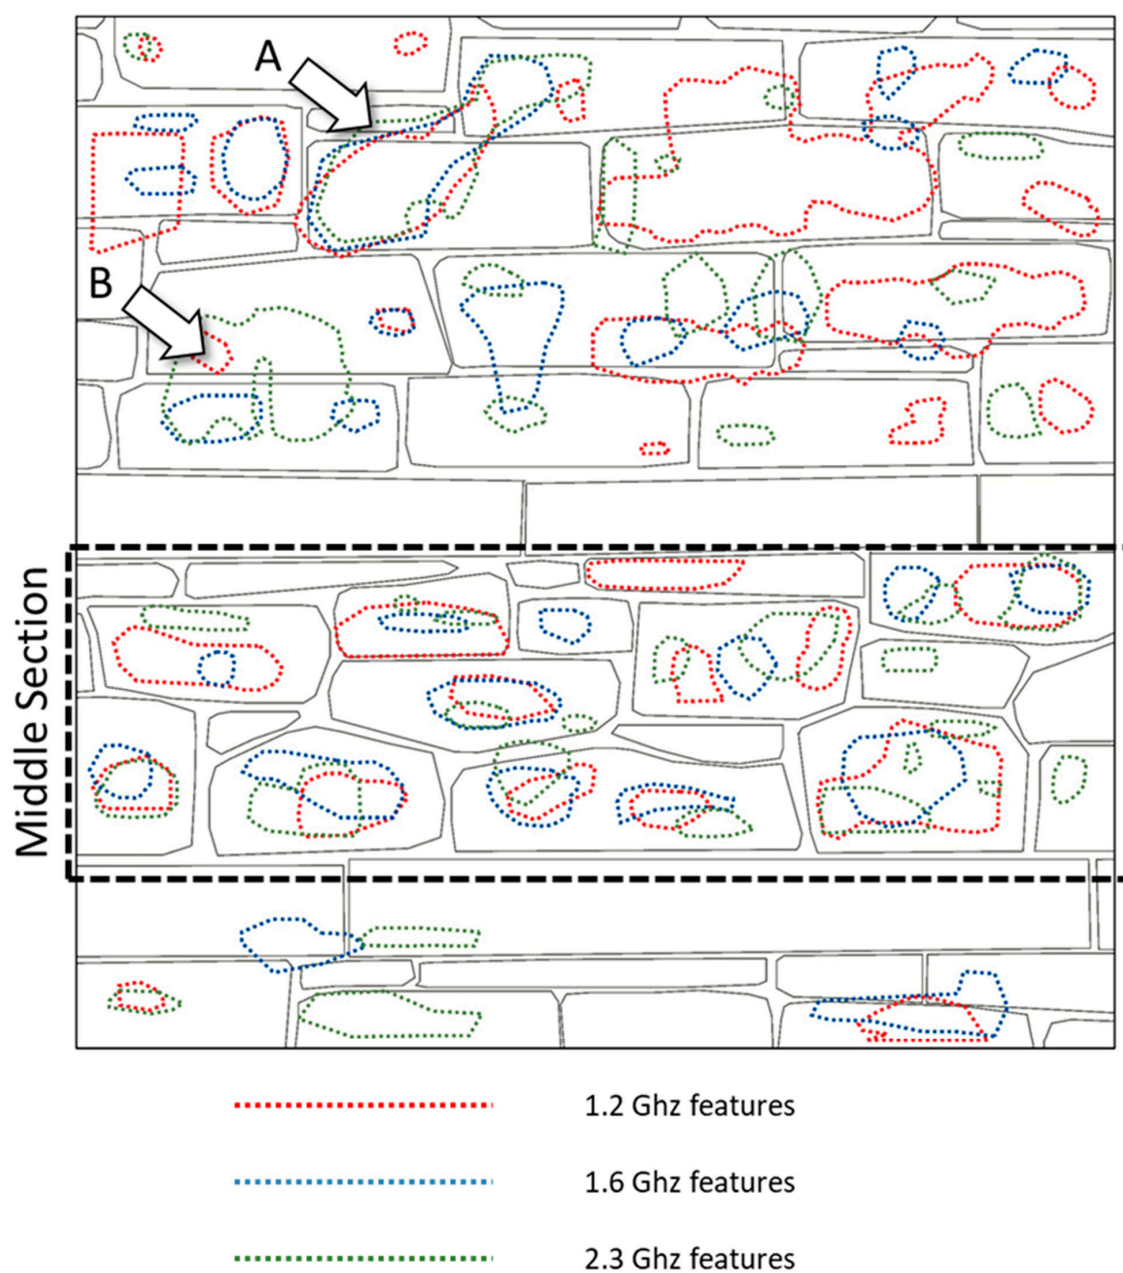 A
B
Middle Section
1.2 Ghz features
1.6 Ghz features
2.3 Ghz features